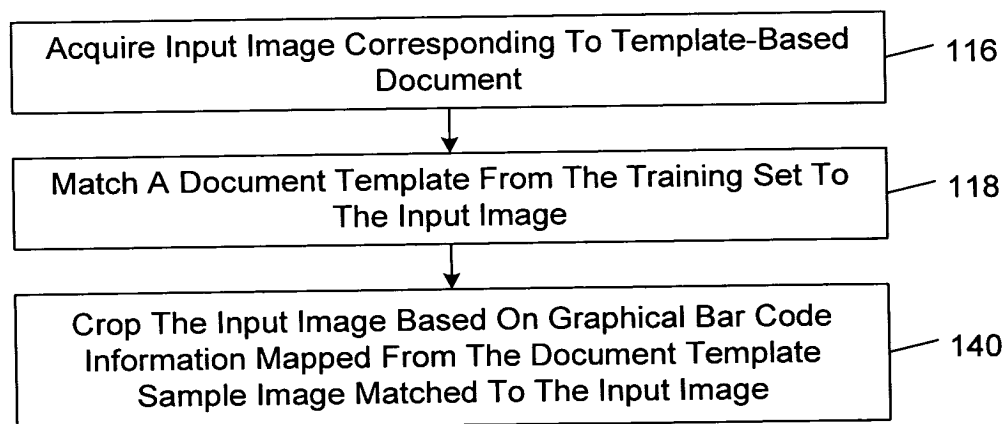 Acquire Input Image Corresponding To Template-Based
Document
116
Match A Document Template From The Training Set To
The Input Image
118
Crop The Input Image Based On Graphical Bar Code
Information Mapped From The Document Template
Sample Image Matched To The Input Image
140